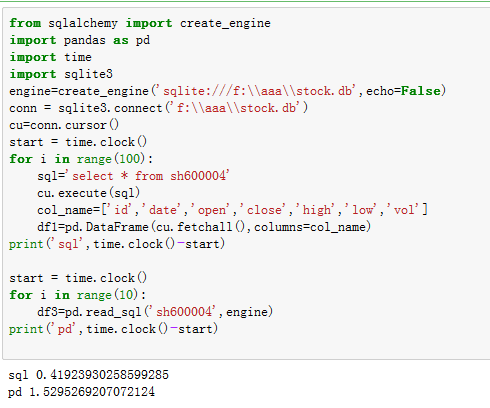 from sqlalchemy import create_engine
import pandas as pd
import time
import sqlite3
engine=create_engine('sqlite:///f:\\aaa\\stock.db',echo=False)
conn = sqlite3.connect('f:\\aaa\\stock.db')
cu=conn.cursor()
start = time.clock()
for i in range(100):
    sql='select * from sh600004'
    cu.execute(sql)
    col_name=['id','date','open','close','high','low','vol']
    df1=pd.DataFrame(cu.fetchall(),columns=col_name)
print('sql',time.clock()-start)

start = time.clock()
for i in range(10):
    df3=pd.read_sql('sh600004',engine)
print('pd',time.clock()-start)

sql 0.41923930258599285
pd 1.5295269207072124